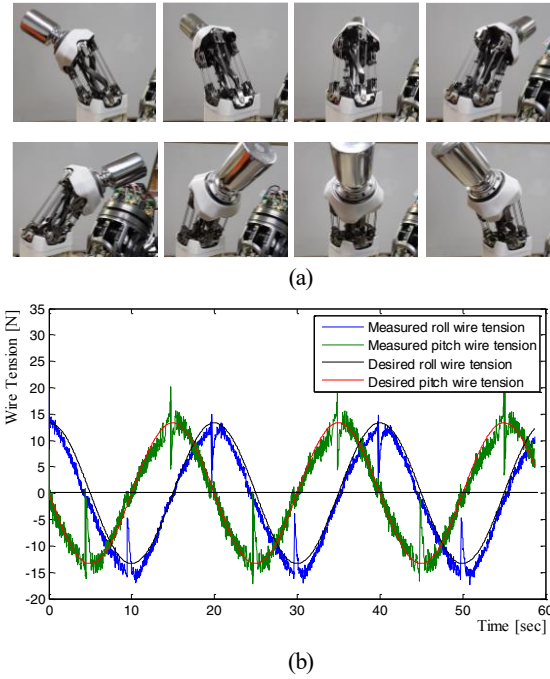 (a)
35
30
25
20
15
10
5
0
-5
-10
-15
-20
Wire Tension [N]
Measured roll wire tension
Measured pitch wire tension
Desired roll wire tension
Desired pitch wire tension
0 10 20 30 40 50 60
Time [sec]
(b)